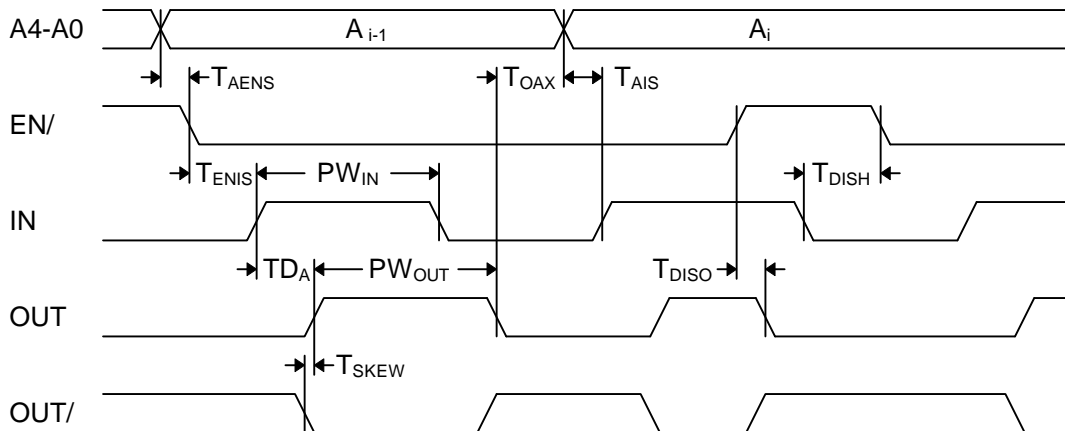 A4-A0 A i-1 Ai
TAENS TOAX TAIS
EN/
TENIS PWIN TDISH
IN
TDA PWOUT TDISO
OUT
TSKEW
OUT/